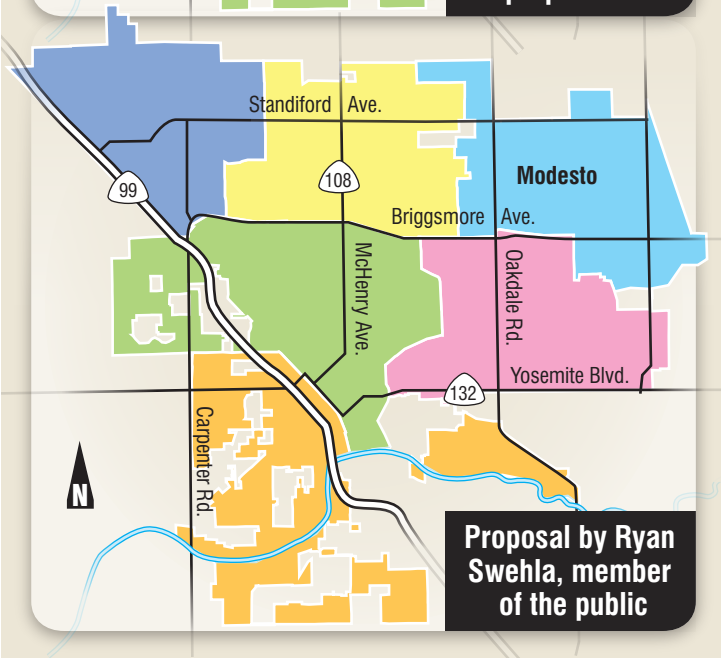 Standiford Ave.
99
108
Modesto
Briggsmore Ave.
McHenry Ave.
Oakdale Rd.
Yosemite Blvd.
132
Carpenter Rd.
N
Proposal by Ryan
Swehla, member
of the public